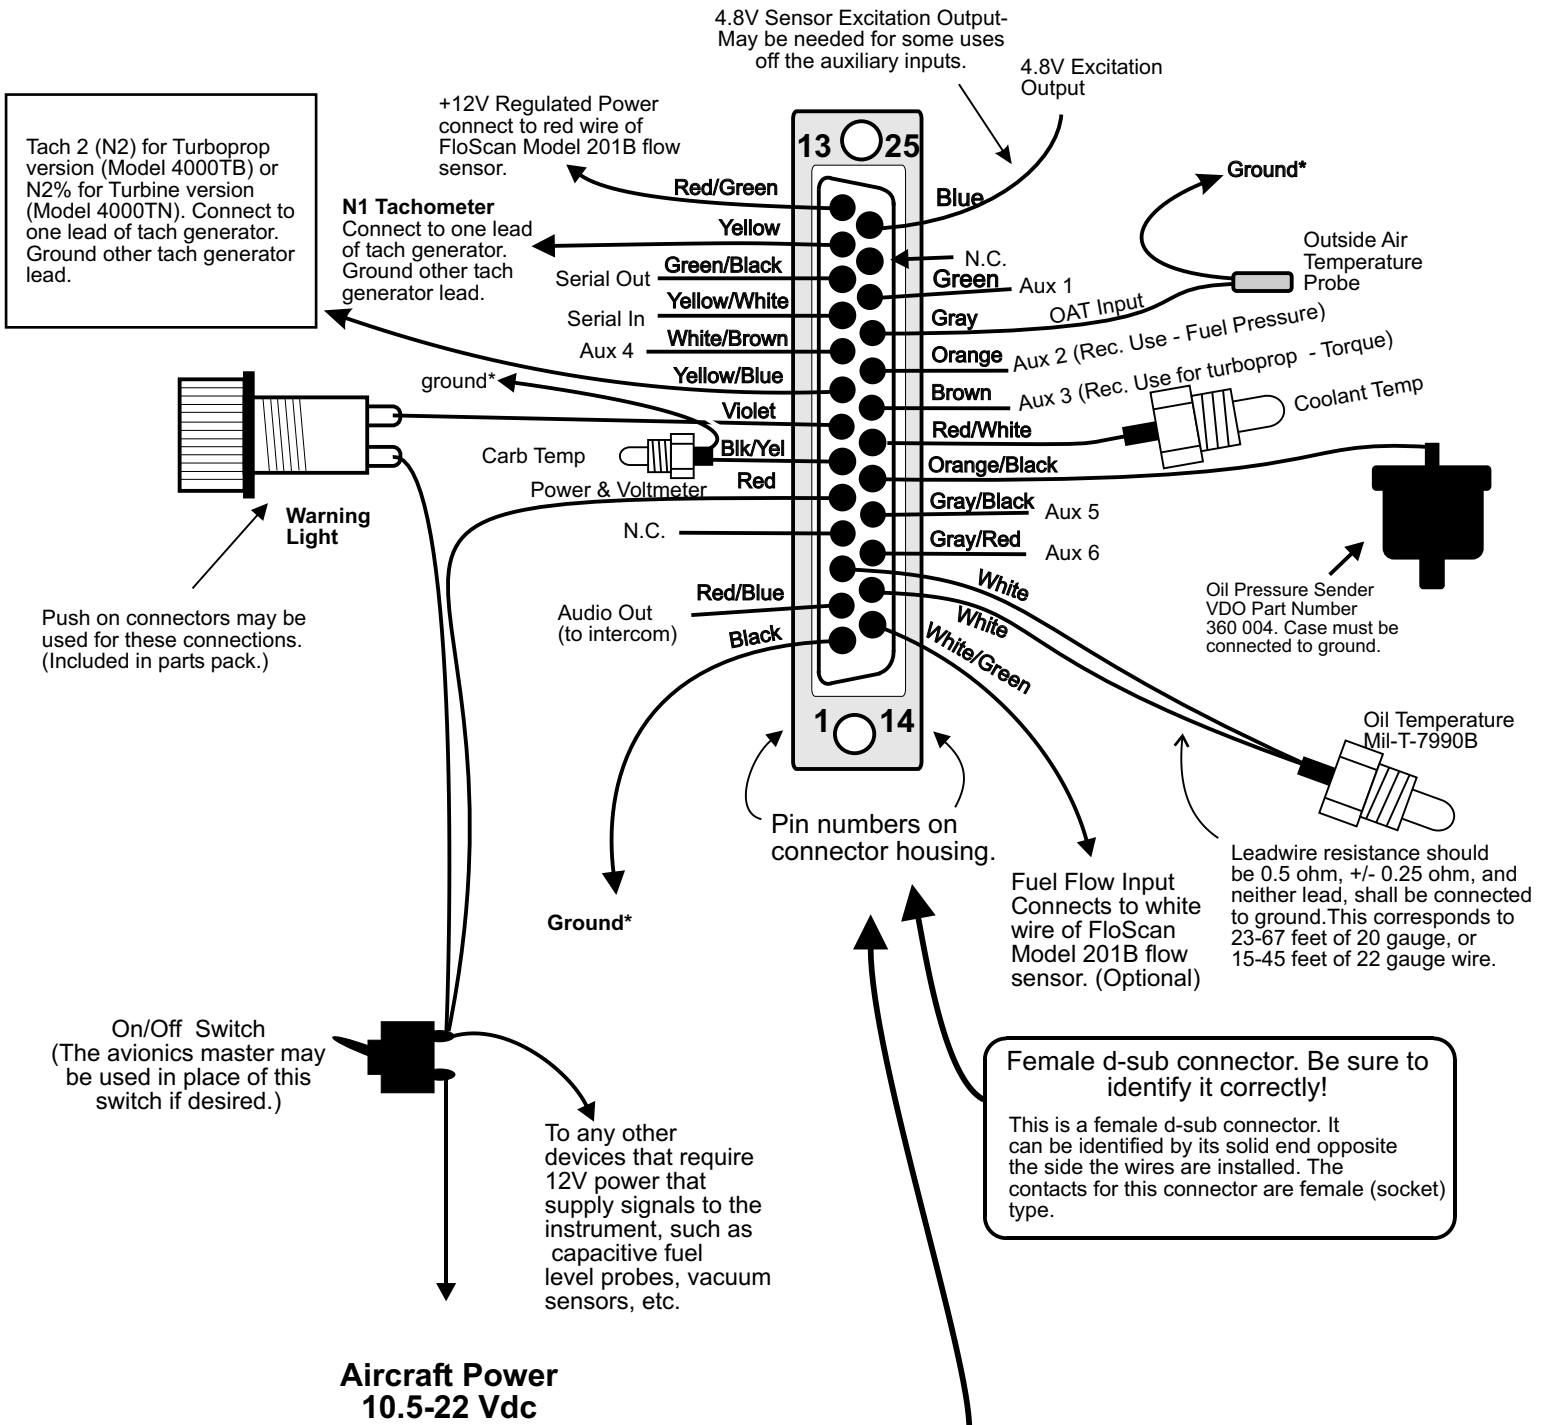 4.8V Sensor Excitation Output-
May be needed for some uses
off the auxiliary inputs.
4.8V Excitation
Output
+12V Regulated Power
connect to red wire of
FloScan Model 201B flow
sensor.
Tach 2 (N2) for Turboprop
version (Model 4000TB) or
N2% for Turbine version
(Model 4000TN). Connect to
one lead of tach generator.
Ground other tach generator
lead.
N1 Tachometer
Connect to one lead
of tach generator.
Ground other tach
generator lead.
13
25
Red/Green
Yellow
Green/Black
Serial Out
Yellow/White
Serial In
White/Brown
Aux 4
Yellow/Blue
ground*
Violet
Blk/Yel
Carb Temp
Red
Power & Voltmeter
N.C.
Red/Blue
Audio Out
(to intercom)
Black
Blue
Ground*
N.C.
Green
Aux 1
Outside Air
Temperature
Probe
Gray
OAT Input
Orange
Aux 2 (Rec. Use - Fuel Pressure)
Brown
Aux 3 (Rec. Use for turboprop - Torque)
Red/White
Coolant Temp
Orange/Black
Gray/Black
Aux 5
Gray/Red
Aux 6
White
White
White/Green
Warning
Light
Push on connectors may be
used for these connections.
(Included in parts pack.)
Oil Pressure Sender
VDO Part Number
360 004. Case must be
connected to ground.
1
14
Oil Temperature
Mil-T-7990B
Pin numbers on
connector housing.
Leadwire resistance should
be 0.5 ohm, +/- 0.25 ohm, and
neither lead, shall be connected
to ground.This corresponds to
23-67 feet of 20 gauge, or
15-45 feet of 22 gauge wire.
Fuel Flow Input
Connects to white
wire of FloScan
Model 201B flow
sensor. (Optional)
Ground*
On/Off Switch
(The avionics master may
be used in place of this
switch if desired.)
Female d-sub connector. Be sure to
identify it correctly!
This is a female d-sub connector. It
can be identified by its solid end opposite
the side the wires are installed. The
contacts for this connector are female (socket)
type.
To any other
devices that require
12V power that
supply signals to the
instrument, such as
capacitive fuel
level probes, vacuum
sensors, etc.
Aircraft Power
10.5-22 Vdc